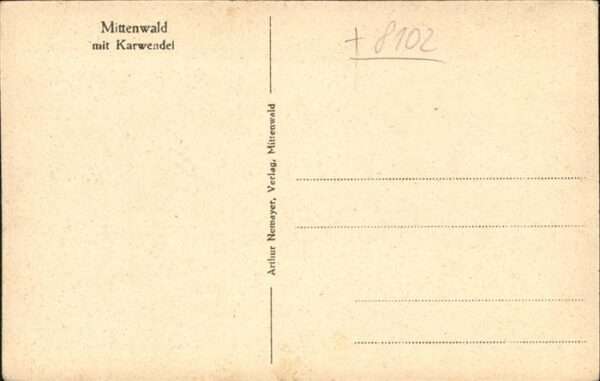 Mittenwald
mit Karwendel
+ 8102
Arthur Nemayer, Verlag, Mittenwald